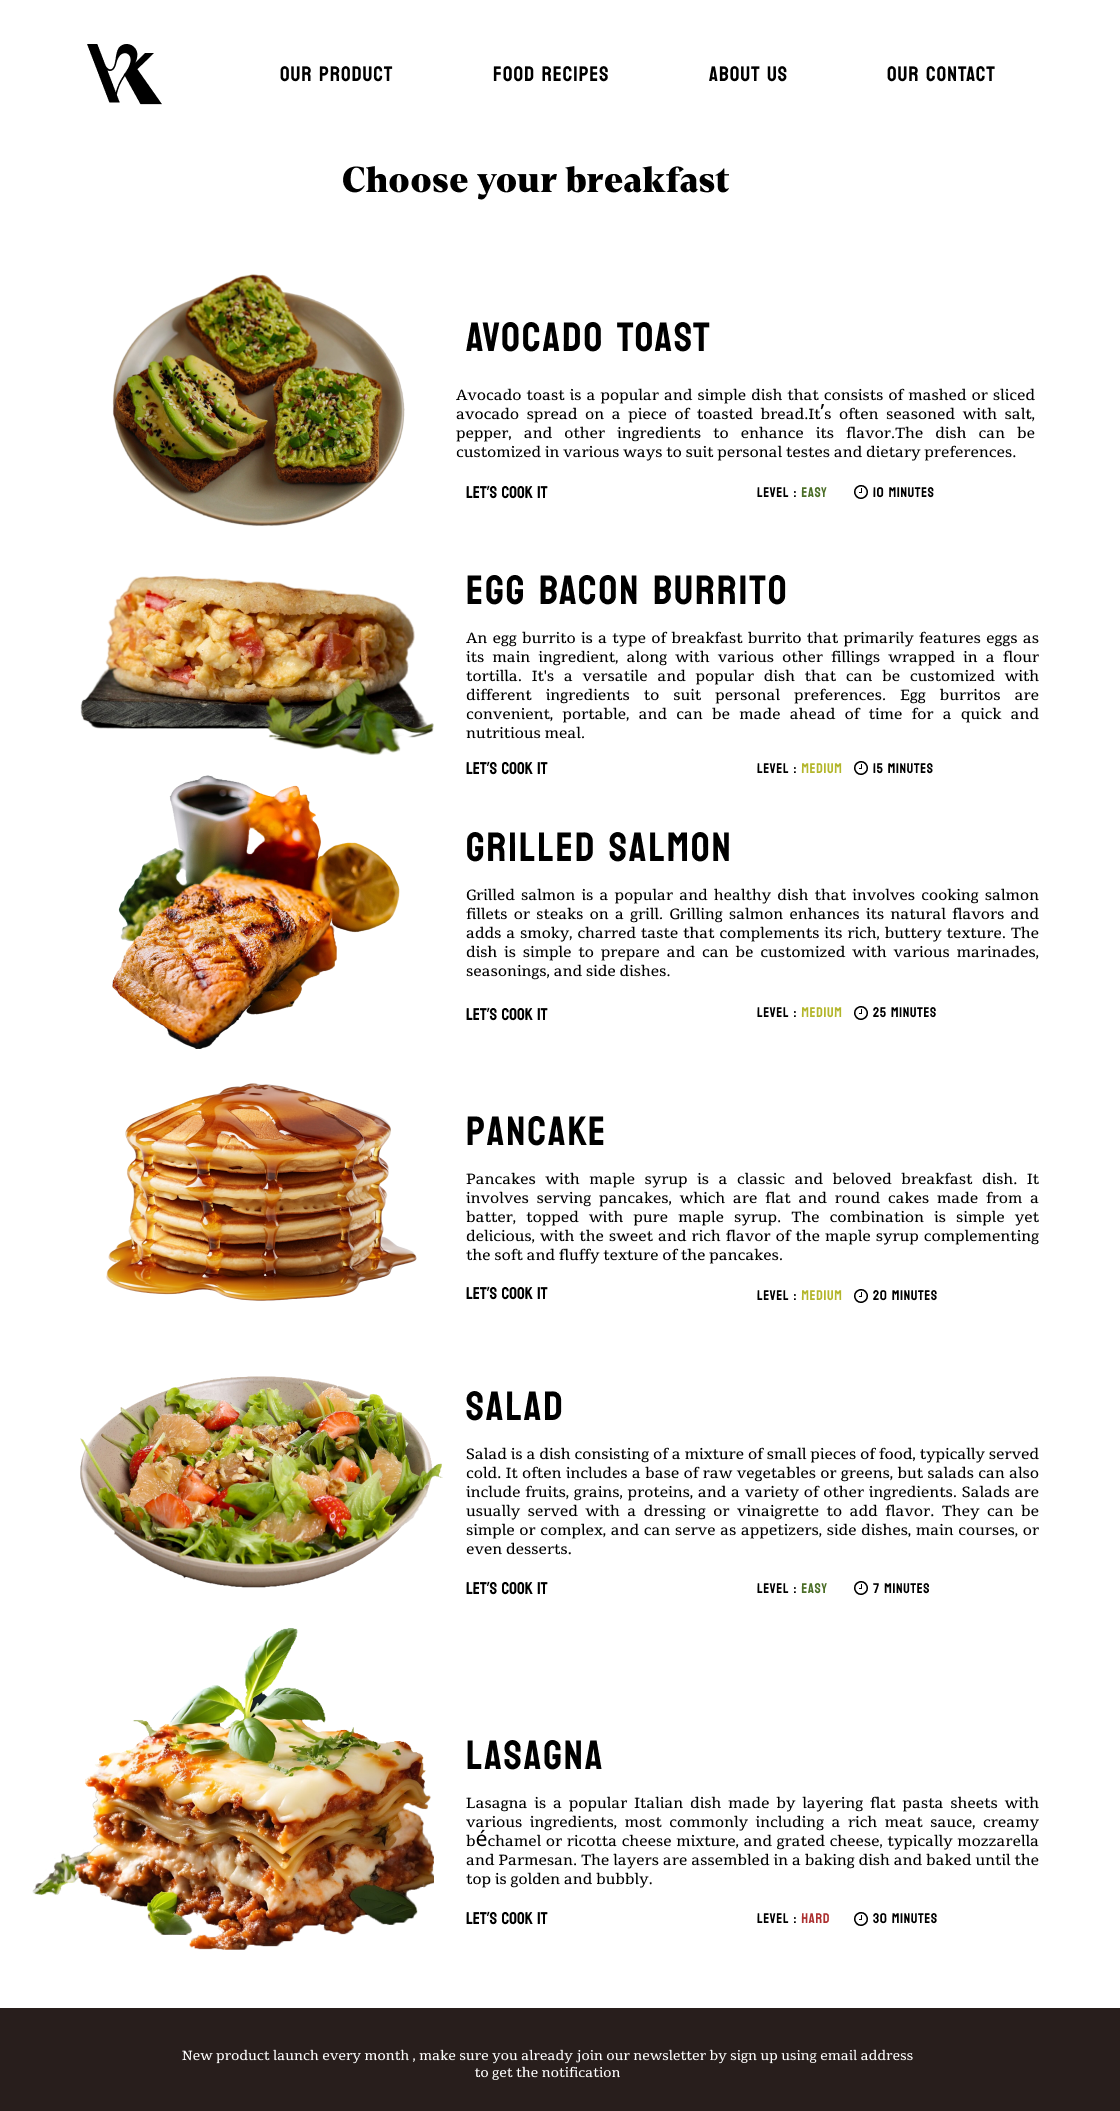 VK
OUR PRODUCT
FOOD RECIPES
ABOUT US
OUR CONTACT
Choose your breakfast
AVOCADO TOAST
Avocado toast is a popular and simple dish that consists of mashed or sliced
avocado spread on a piece of toasted bread.It's often seasoned with salt,
pepper, and other ingredients to enhance its flavor.The dish can be
customized in various ways to suit personal testes and dietary preferences.
LET'S COOK IT
LEVEL : EASY
10 MINUTES
EGG BACON BURRITO
An egg burrito is a type of breakfast burrito that primarily features eggs as
its main ingredient, along with various other fillings wrapped in a flour
tortilla. It's a versatile and popular dish that can be customized with
different ingredients to suit personal preferences. Egg burritos are
convenient, portable, and can be made ahead of time for a quick and
nutritious meal.
LET'S COOK IT
LEVEL : MEDIUM
15 MINUTES
GRILLED SALMON
Grilled salmon is a popular and healthy dish that involves cooking salmon
fillets or steaks on a grill. Grilling salmon enhances its natural flavors and
adds a smoky, charred taste that complements its rich, buttery texture. The
dish is simple to prepare and can be customized with various marinades,
seasonings, and side dishes.
LET'S COOK IT
LEVEL : MEDIUM
25 MINUTES
PANCAKE
Pancakes with maple syrup is a classic and beloved breakfast dish. It
involves serving pancakes, which are flat and round cakes made from a
batter, topped with pure maple syrup. The combination is simple yet
delicious, with the sweet and rich flavor of the maple syrup complementing
the soft and fluffy texture of the pancakes.
LET'S COOK IT
LEVEL : MEDIUM
20 MINUTES
SALAD
Salad is a dish consisting of a mixture of small pieces of food, typically served
cold. It often includes a base of raw vegetables or greens, but salads can also
include fruits, grains, proteins, and a variety of other ingredients. Salads are
usually served with a dressing or vinaigrette to add flavor. They can be
simple or complex, and can serve as appetizers, side dishes, main courses, or
even desserts.
LET'S COOK IT
LEVEL : EASY
7 MINUTES
LASAGNA
Lasagna is a popular Italian dish made by layering flat pasta sheets with
various ingredients, most commonly including a rich meat sauce, creamy
béchamel or ricotta cheese mixture, and grated cheese, typically mozzarella
and Parmesan. The layers are assembled in a baking dish and baked until the
top is golden and bubbly.
LET'S COOK IT
LEVEL : HARD
30 MINUTES
New product launch every month , make sure you already join our newsletter by sign up using email address
to get the notification